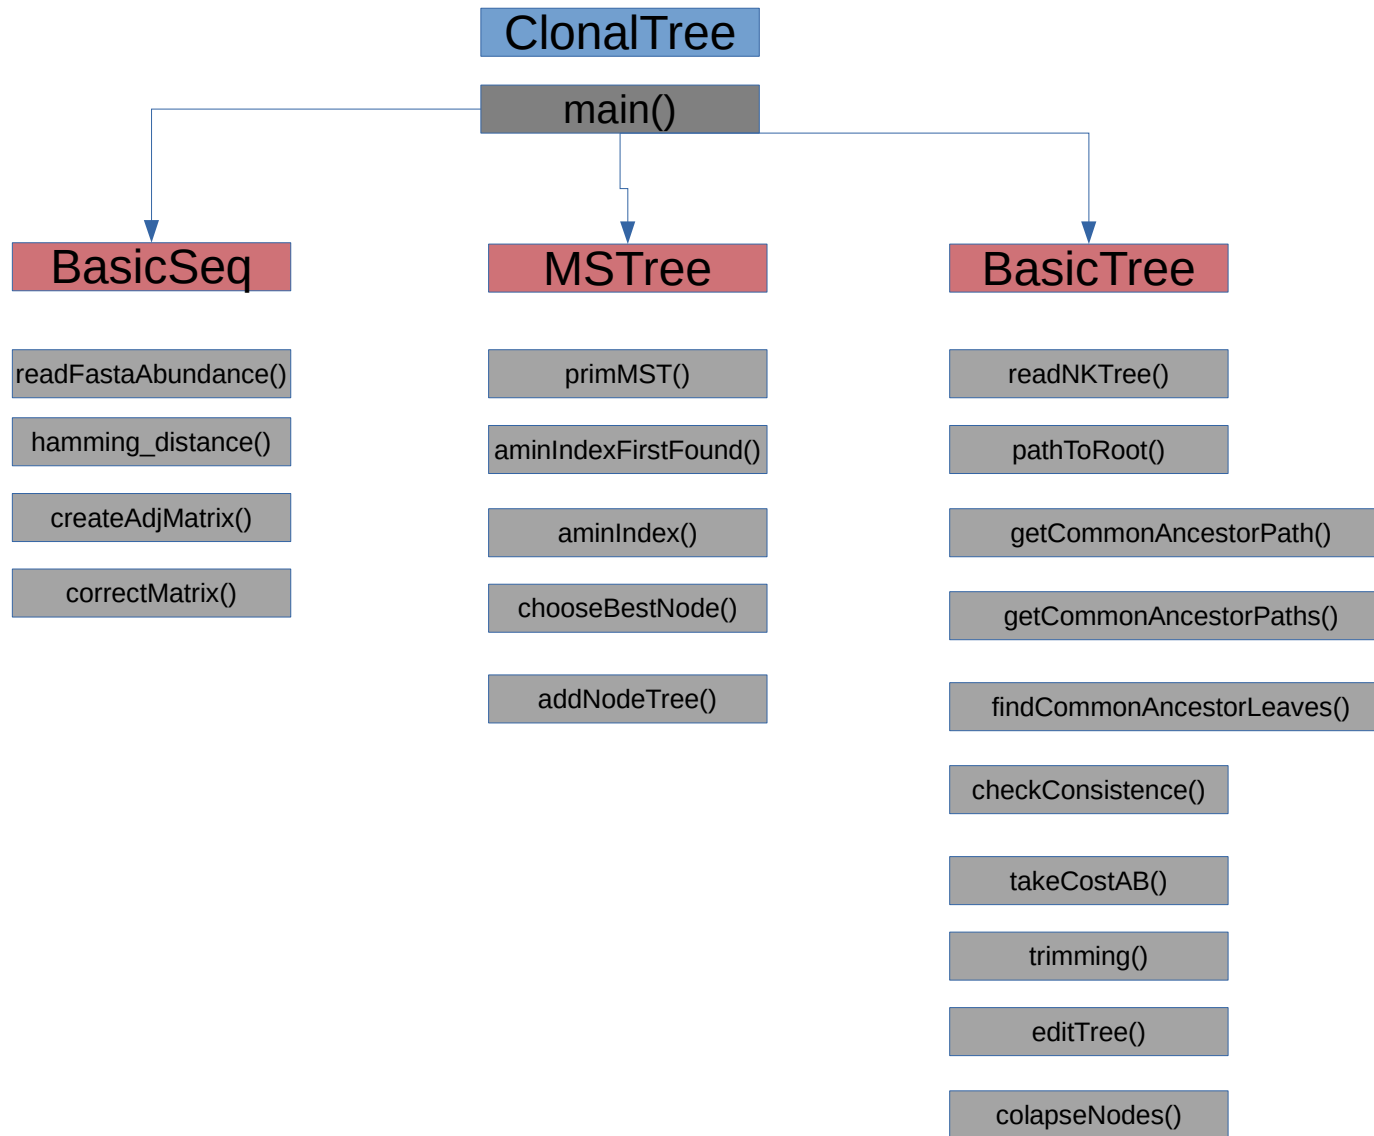 ClonalTree
main()
BasicSeq
readFastaAbundance()
hamming_distance()
createAdjMatrix()
correctMatrix()
MSTree
primMST()
aminIndexFirstFound()
aminIndex()
chooseBestNode()
addNodeTree()
BasicTree
readNKTree()
pathToRoot()
getCommonAncestorPath()
getCommonAncestorPaths()
findCommonAncestorLeaves()
checkConsistence()
takeCostAB()
trimming()
editTree()
colapseNodes()